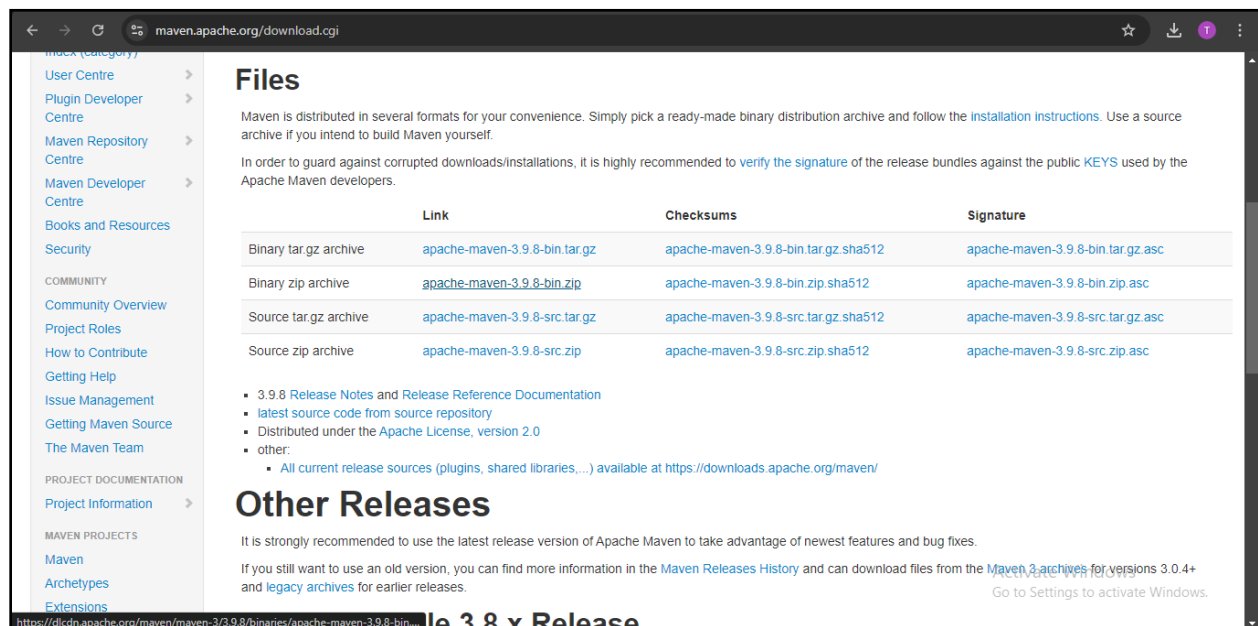 maven.apache.org/download.cgi
T
Index (category)
User Centre
Plugin Developer
Centre
Maven Repository
Centre
Maven Developer
Centre
Books and Resources
Security
COMMUNITY
Community Overview
Project Roles
How to Contribute
Getting Help
Issue Management
Getting Maven Source
The Maven Team
PROJECT DOCUMENTATION
Project Information
MAVEN PROJECTS
Maven
Archetypes
Extensions
Files
Maven is distributed in several formats for your convenience. Simply pick a ready-made binary distribution archive and follow the installation instructions. Use a source
archive if you intend to build Maven yourself.
In order to guard against corrupted downloads/installations, it is highly recommended to verify the signature of the release bundles against the public KEYS used by the
Apache Maven developers.
Link Checksums Signature
Binary tar.gz archive apache-maven-3.9.8-bin.tar.gz apache-maven-3.9.8-bin.tar.gz.sha512 apache-maven-3.9.8-bin.tar.gz.asc
Binary zip archive apache-maven-3.9.8-bin.zip apache-maven-3.9.8-bin.zip.sha512 apache-maven-3.9.8-bin.zip.asc
Source tar.gz archive apache-maven-3.9.8-src.tar.gz apache-maven-3.9.8-src.tar.gz.sha512 apache-maven-3.9.8-src.tar.gz.asc
Source zip archive apache-maven-3.9.8-src.zip apache-maven-3.9.8-src.zip.sha512 apache-maven-3.9.8-src.zip.asc
3.9.8 Release Notes and Release Reference Documentation
latest source code from source repository
Distributed under the Apache License, version 2.0
other:
All current release sources (plugins, shared libraries,...) available at https://downloads.apache.org/maven/
Other Releases
It is strongly recommended to use the latest release version of Apache Maven to take advantage of newest features and bug fixes.
If you still want to use an old version, you can find more information in the Maven Releases History and can download files from the Maven 3 archives for versions 3.0.4+
and legacy archives for earlier releases.
Activate Windows
Go to Settings to activate Windows.
https://dlcdn.apache.org/maven/maven-3/3.9.8/binaries/apache-maven-3.9.8-bin....
le 3.8.x Release